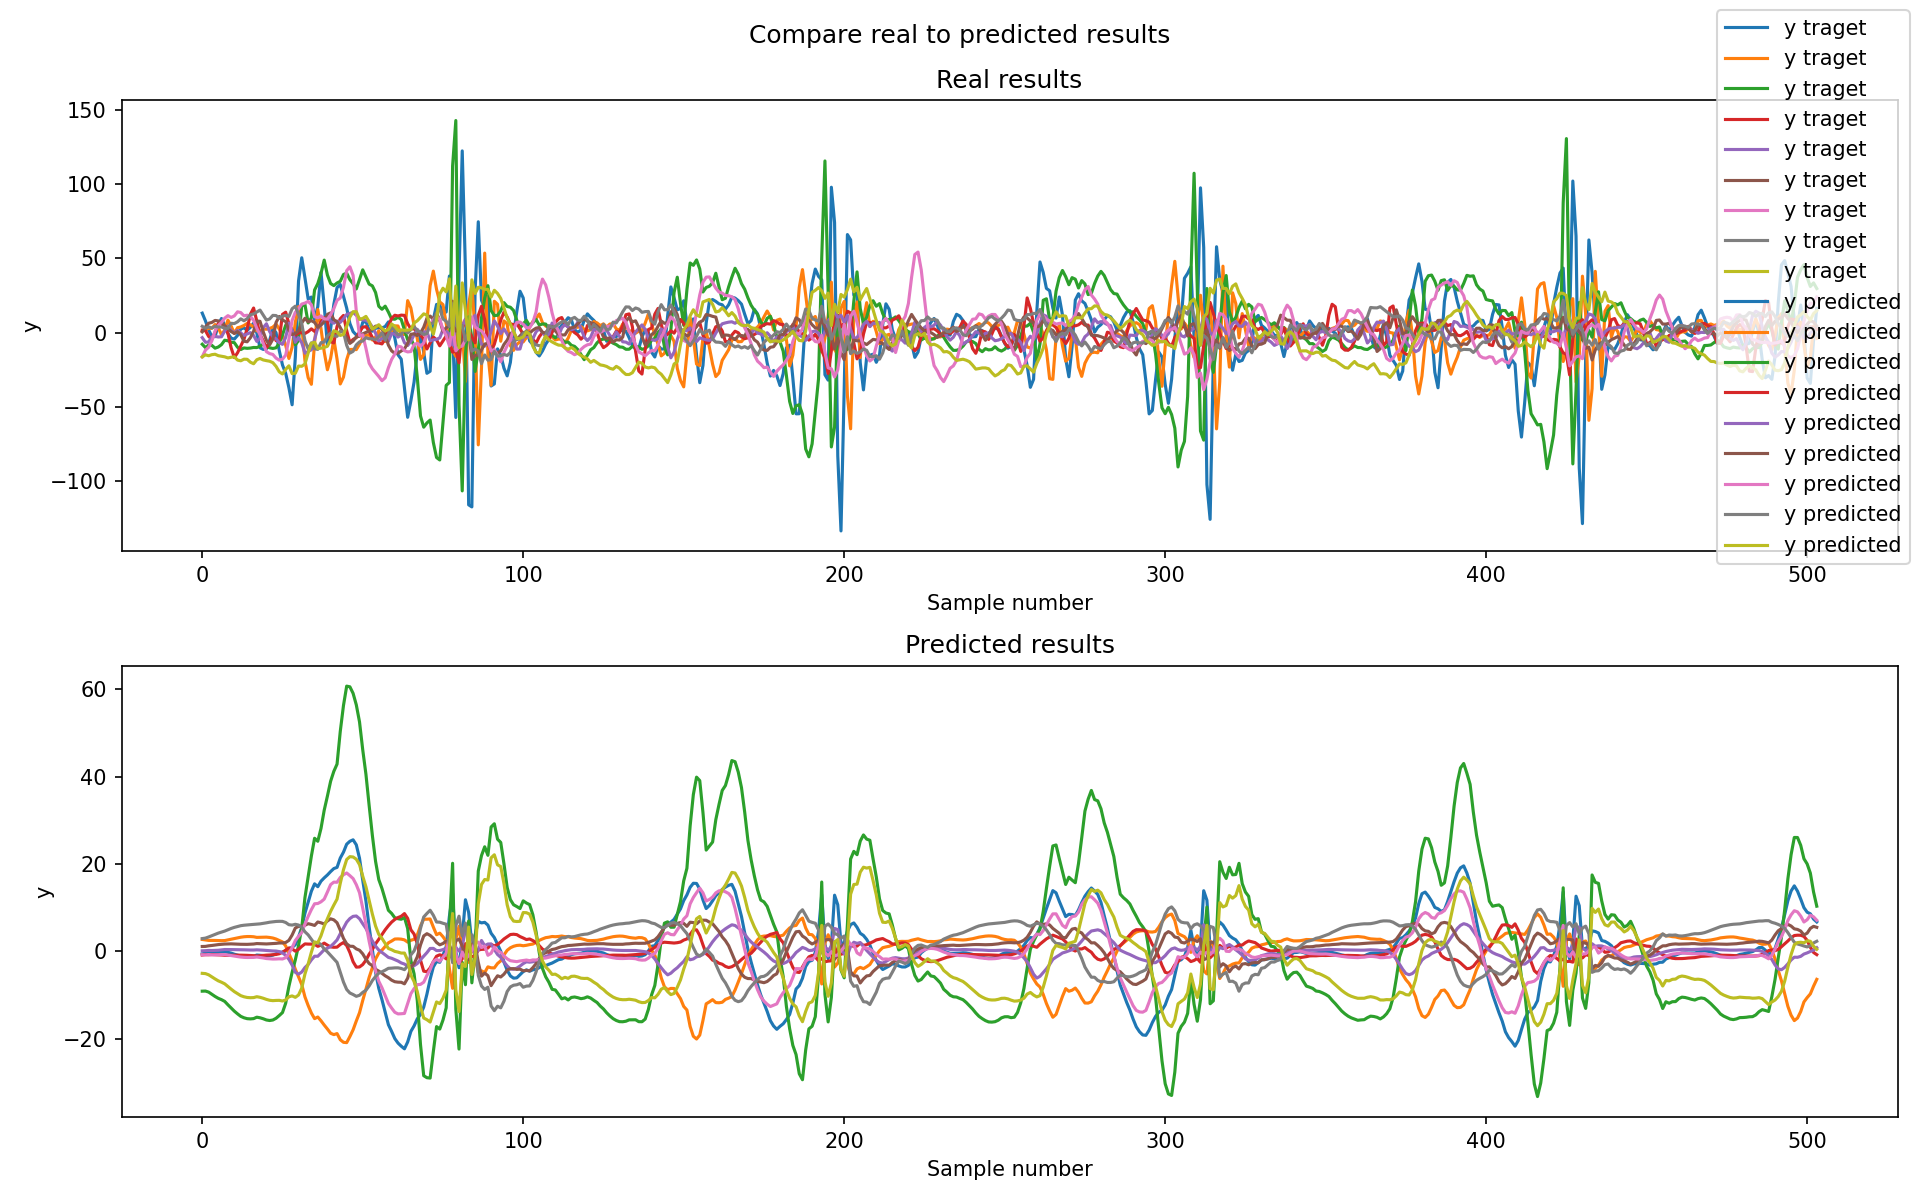 Compare real to predicted results
Real results
y traget
y traget
y traget
y traget
y traget
y traget
y traget
y traget
y traget
y predicted
y predicted
y predicted
y predicted
y predicted
y predicted
y predicted
y predicted
y predicted
150
100
50
0
−50
−100
y
0 100 200 300 400 500
Sample number
Predicted results
60
40
20
0
−20
y
0 100 200 300 400 500
Sample number